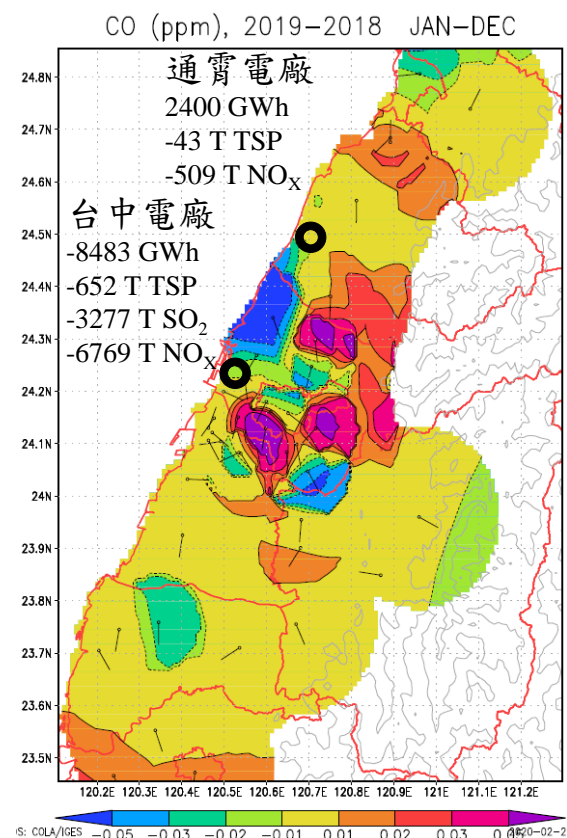 CO (ppm), 2019-2018 JAN-DEC
通霄電廠
2400 GWh
-43 T TSP
-509 T NOX
台中電廠
-8483 GWh
-652 T TSP
-3277 T SO2
-6769 T NOX
24.8N
24.7N
24.6N
24.5N
24.4N
24.3N
24.2N
24.1N
24N
23.9N
23.8N
23.7N
23.6N
23.5N
120.2E 120.3E 120.4E 120.5E 120.6E 120.7E 120.8E 120.9E 121E 121.1E 121.2E
-0.05 -0.03 -0.02 -0.01 0.01 0.02 0.03
COLA/IGES